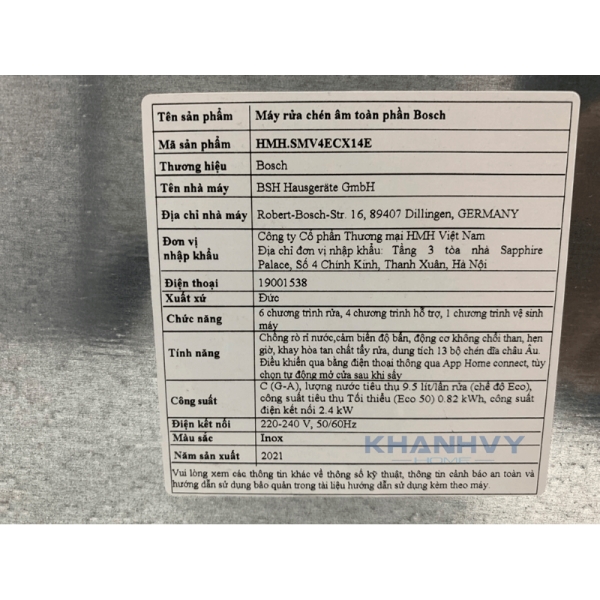 Tên sản phẩm Máy rửa chén âm toàn phần Bosch
Mã sản phẩm HMH.SMV4ECX14E
Thương hiệu Bosch
Tên nhà máy BSH Hausgeräte GmbH
Địa chỉ nhà máy Robert-Bosch-Str. 16, 89407 Dillingen, GERMANY
Đơn vị nhập khẩu Công ty Cổ phần Thương mại HMH Việt Nam
Địa chỉ đơn vị nhập khẩu: Tầng 3 tòa nhà Sapphire
Palace, Số 4 Chính Kính, Thanh Xuân, Hà Nội
Điện thoại 19001538
Xuất xứ Đức
Chức năng 6 chương trình rửa, 4 chương trình hỗ trợ, 1 chương trình vệ sinh
máy
Tính năng Chống rò rỉ nước,cảm biến độ bẩn, động cơ không chổi than, hẹn
giờ, khay hòa tan chất tẩy rửa, dung tích 13 bộ chén dĩa châu Âu.
Điều khiển qua bằng điện thoại thông qua App Home connect, tùy
chọn tự động mở cửa sau khi sấy
Công suất C (G-A), lượng nước tiêu thụ 9.5 lít/lần rửa (chế độ Eco),
công suất tiêu thụ Tối thiểu (Eco 50) 0.82 kWh, công suất
điện kết nối 2.4 kW
Điện kết nối 220-240 V, 50/60Hz
Màu sắc Inox
Năm sản xuất 2021
KHANHVY
HOME
Vui lòng xem các thông tin khác về thông số kỹ thuật, thông tin cảnh báo an toàn và
hướng dẫn sử dụng bảo quản trong tài liệu hướng dẫn sử dụng kèm theo máy